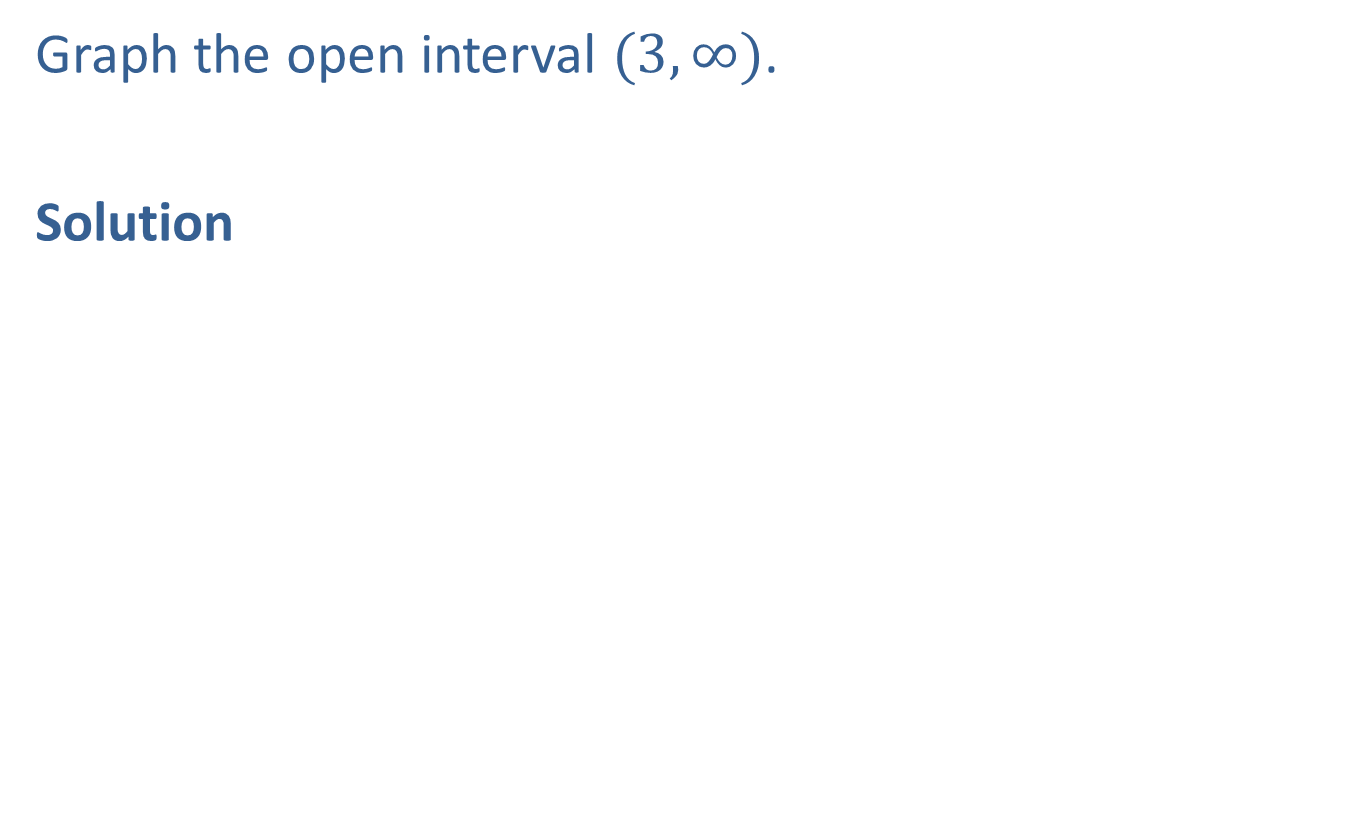 Graph the open interval (3, ∞).
Solution